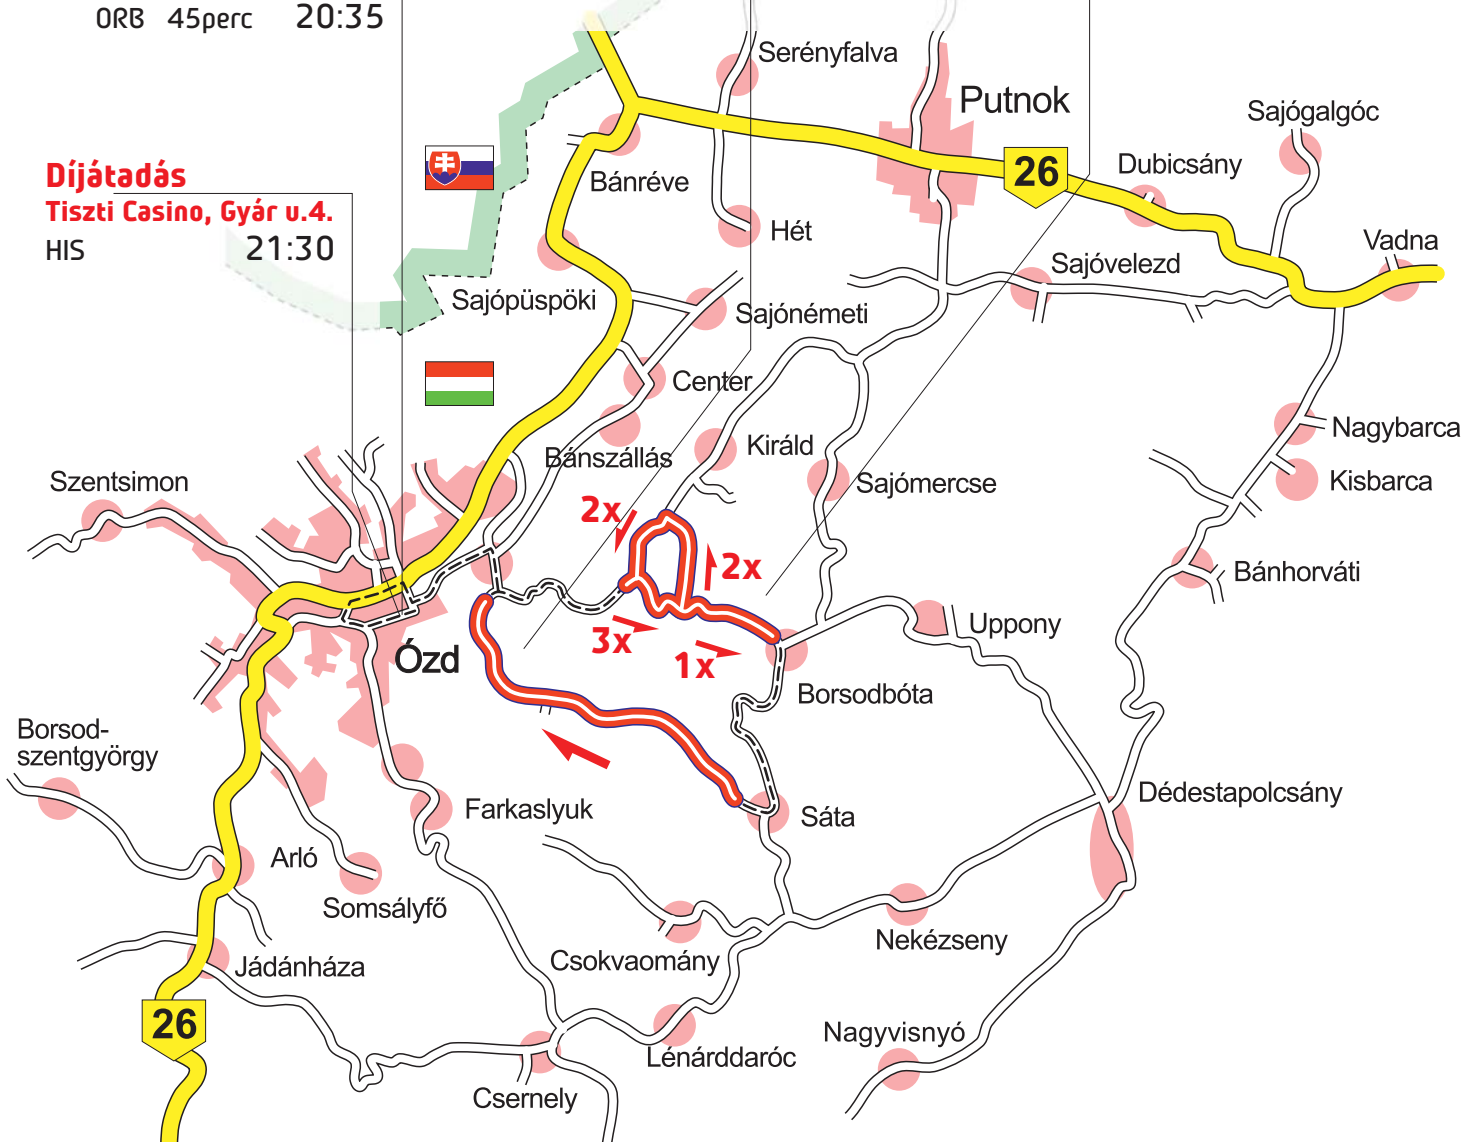 ORB 45perc 20:35
Díjátadás
Tiszti Casino, Gyár u.4.
HIS 21:30
Serényfalva
Putnok
Sajógalgóc
26
Dubicsány
Bánréve
Hét
Vadna
Sajóvelezd
Sajópüspöki
Sajónémeti
Center
Királd
Nagybarca
Bánszállás
Szentsimon
Sajómercse
Kisbarca
2x
2x
Bánhorváti
3x
1x
Uppony
Ózd
Borsodbóta
Borsod-
szentgyörgy
Dédestapolcsány
Farkaslyuk
Sáta
Arló
Somsályfő
Nekézseny
Csokvaomány
Jádánháza
26
Nagyvisnyó
Lénárddaróc
Csernely